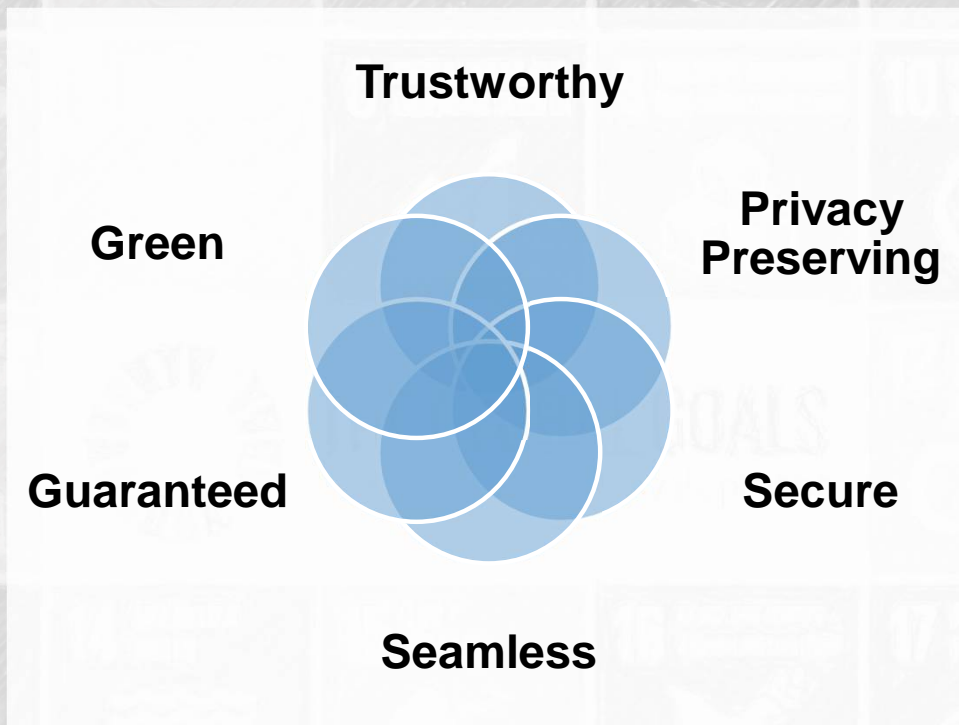 Trustworthy
Privacy
Preserving
Green
Guaranteed
Secure
Seamless